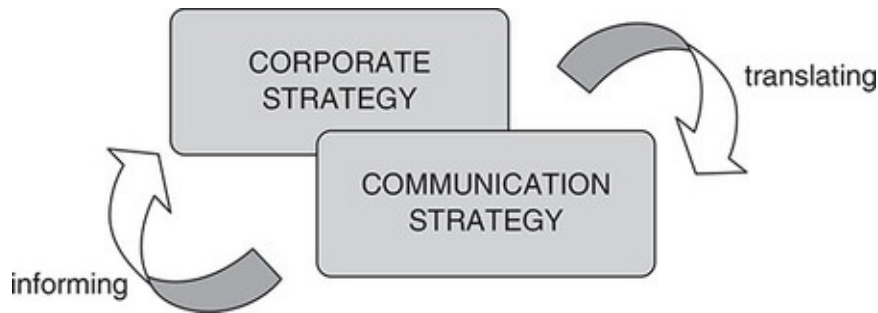 CORPORATE
STRATEGY
translating
COMMUNICATION
STRATEGY
informing